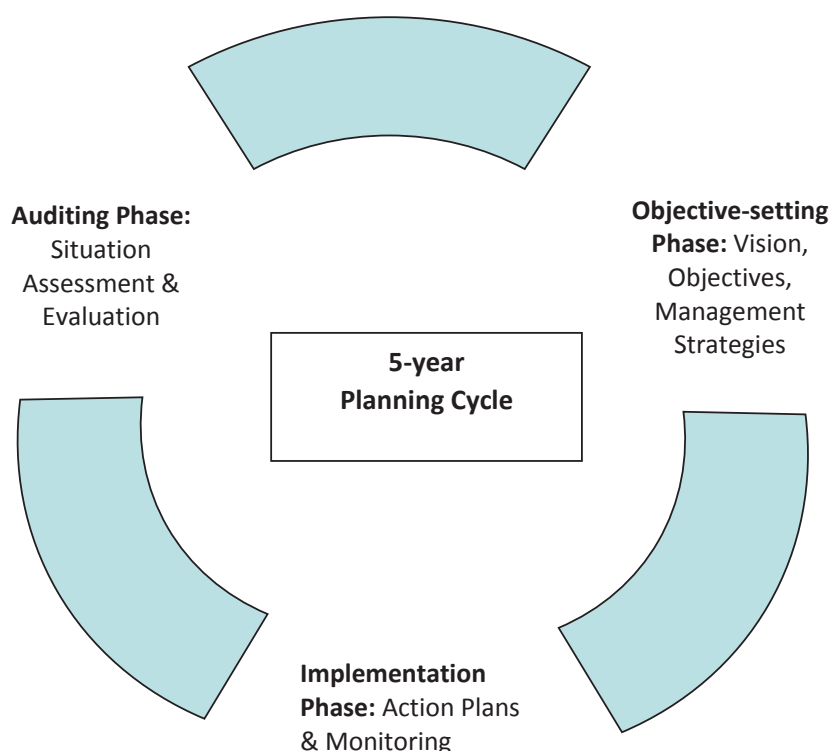 Auditing Phase:
Situation
Assessment &
Evaluation
Objective-setting
Phase: Vision,
Objectives,
Management
Strategies
5-year
Planning Cycle
Implementation
Phase: Action Plans
& Monitoring